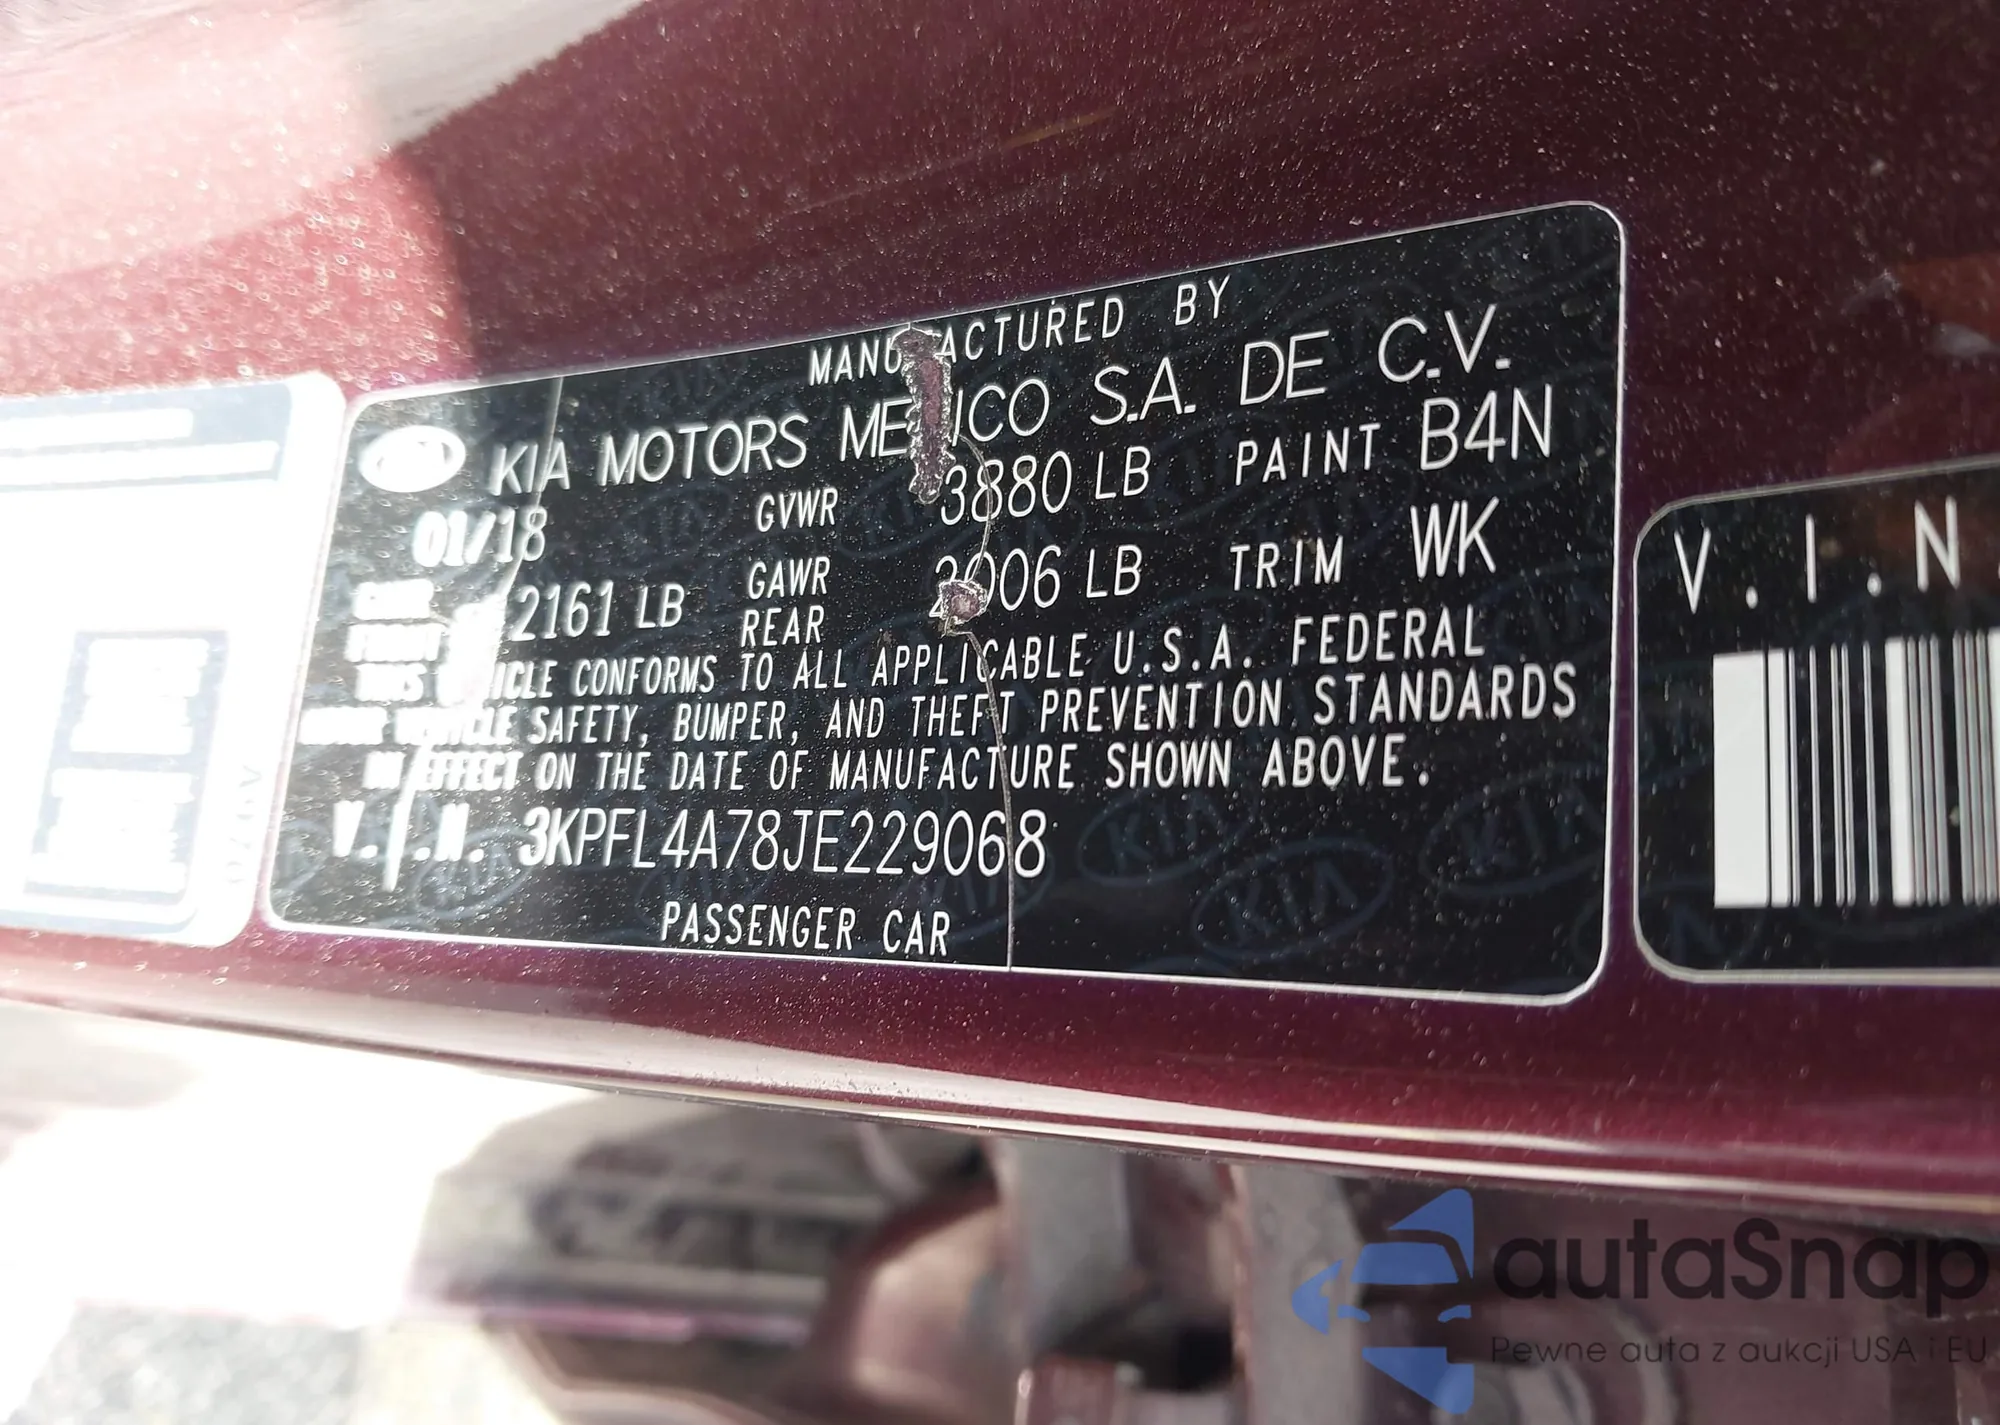 MANUFACTURED BY
KIA MOTORS MEXICO S.A. DE C.V.
01/18 GVWR 3880 LB PAINT B4N
GAWR FRONT 2161 LB GAWR REAR 2006 LB TRIM WK
THIS VEHICLE CONFORMS TO ALL APPLICABLE U.S.A. FEDERAL
MOTOR VEHICLE SAFETY, BUMPER, AND THEFT PREVENTION STANDARDS
IN EFFECT ON THE DATE OF MANUFACTURE SHOWN ABOVE.
V.I.N. 3KPFL4A78JE229068
PASSENGER CAR
V.I.N.
autaSnap
Pewne auta z aukcji USA i EU